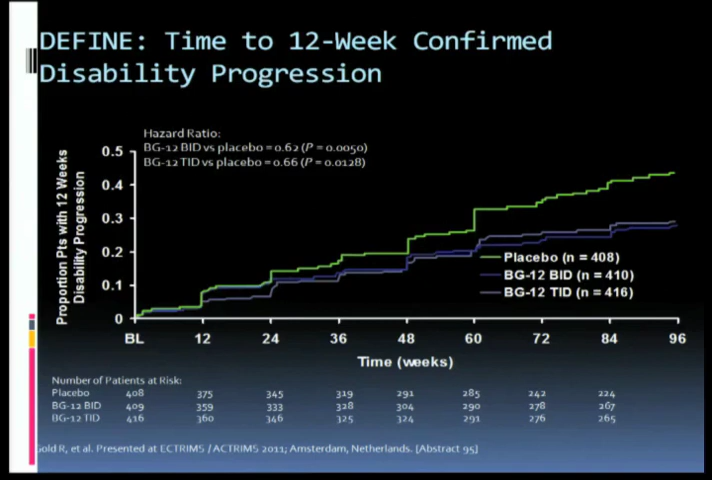 DEFINE: Time to 12-Week Confirmed
Disability Progression
Hazard Ratio:
BG-12 BID vs placebo = 0.62 (P = 0.0050)
BG-12 TID vs placebo = 0.66 (P = 0.0128)
Proportion Pts with 12 Weeks
Disability Progression
0.5
0.4
0.3
0.2
0.1
0
Placebo (n = 408)
BG-12 BID (n = 410)
BG-12 TID (n = 416)
BL 12 24 36 48 60 72 84 96
Time (weeks)
Number of Patients at Risk:
Placebo 408 375 345 319 291 285 242 224
BG-12 BID 409 359 333 328 304 290 278 267
BG-12 TID 416 360 346 325 324 291 276 265
Gold R, et al. Presented at ECTRIMS / ACTRIMS 2011; Amsterdam, Netherlands. [Abstract 95]